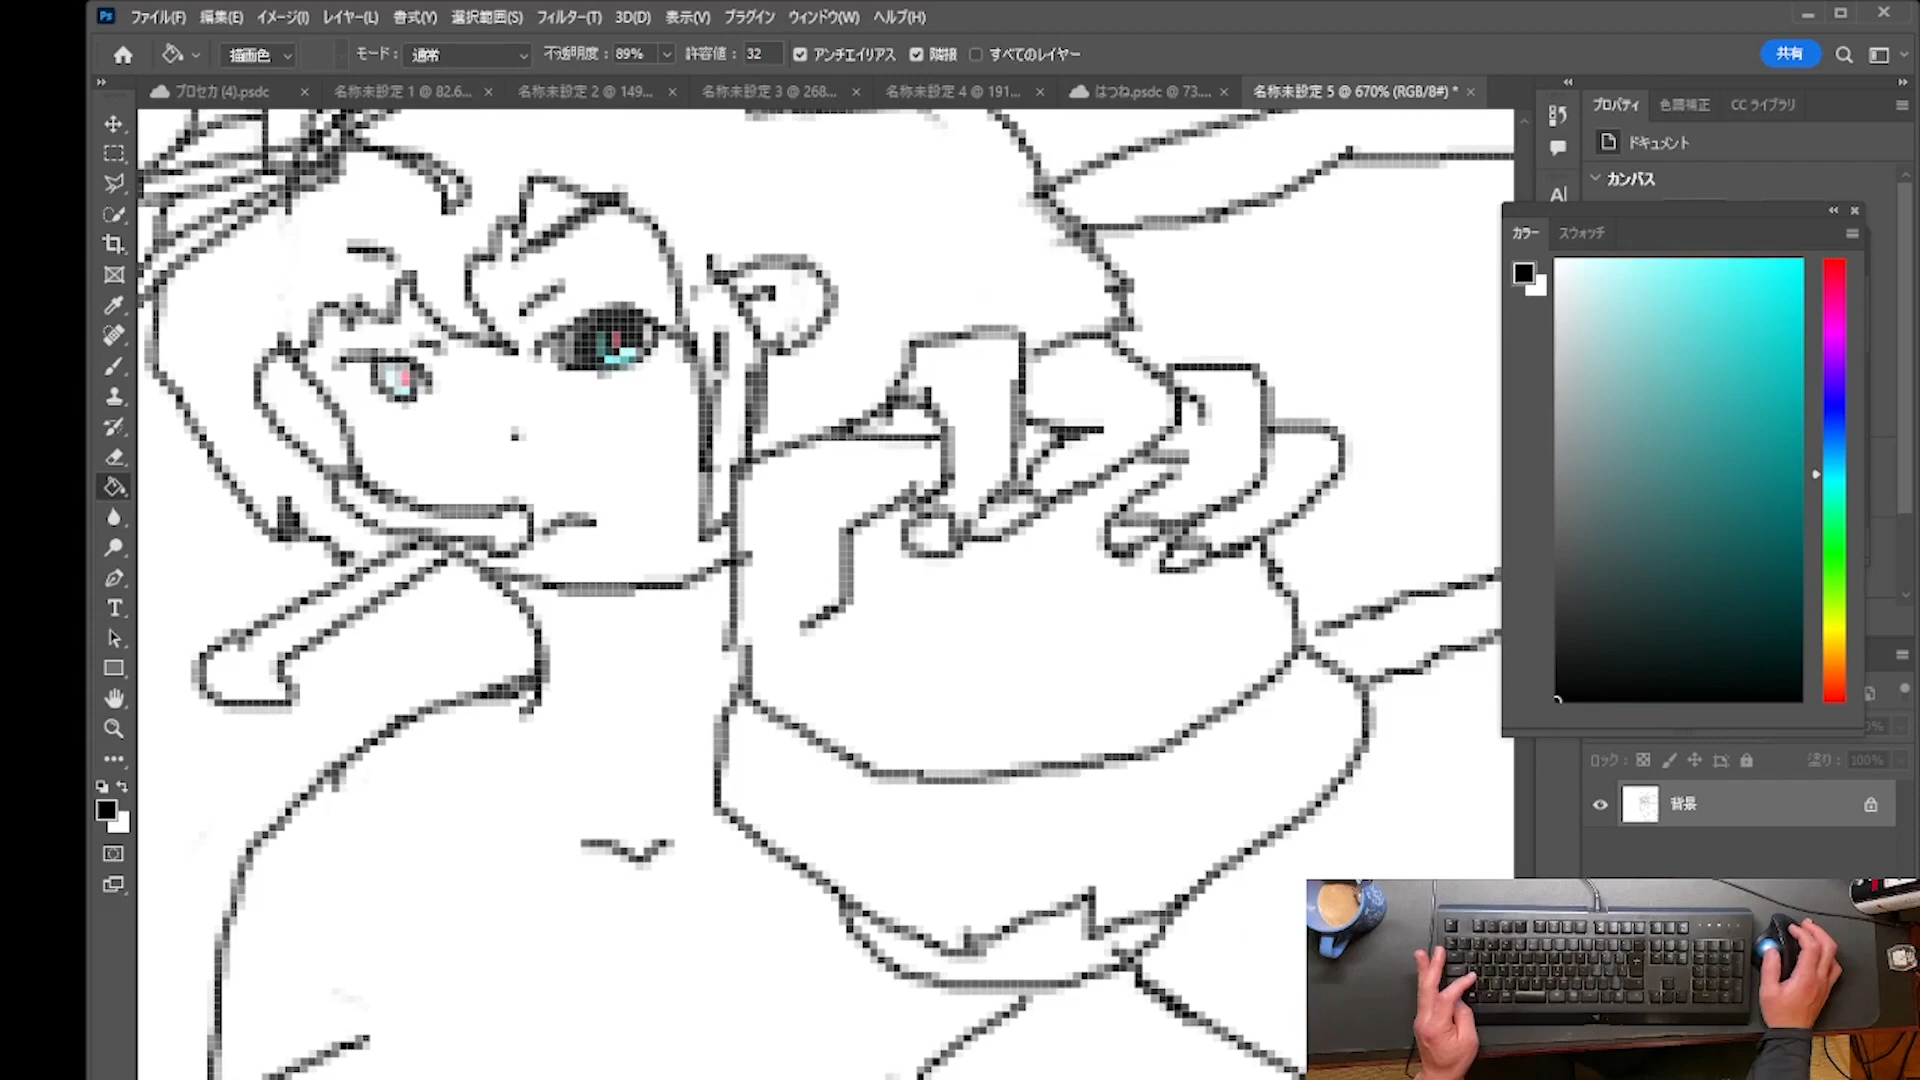 Ps ファイル(F) 編集(E) イメージ(I) レイヤー(L) 書式(Y) 選択範囲(S) フィルター(T) 3D(D) 表示(V) プラグイン ウィンドウ(W) ヘルプ(H)
描画色 モード： 通常 不透明度： 89% 許容値： 32 アンチエイリアス 隣接 すべてのレイヤー 共有
プロセカ (4).psdc × 名称未設定 1 @ 82.6... × 名称未設定 2 @ 149... × 名称未設定 3 @ 268... × 名称未設定 4 @ 191... × はつね.psdc @ 73.... × 名称未設定 5 @ 670% (RGB/8#) * ×
プロパティ 色調補正 CC ライブラリ
ドキュメント
カンバス
カラー スウォッチ
ロック： 塗り： 100%
背景